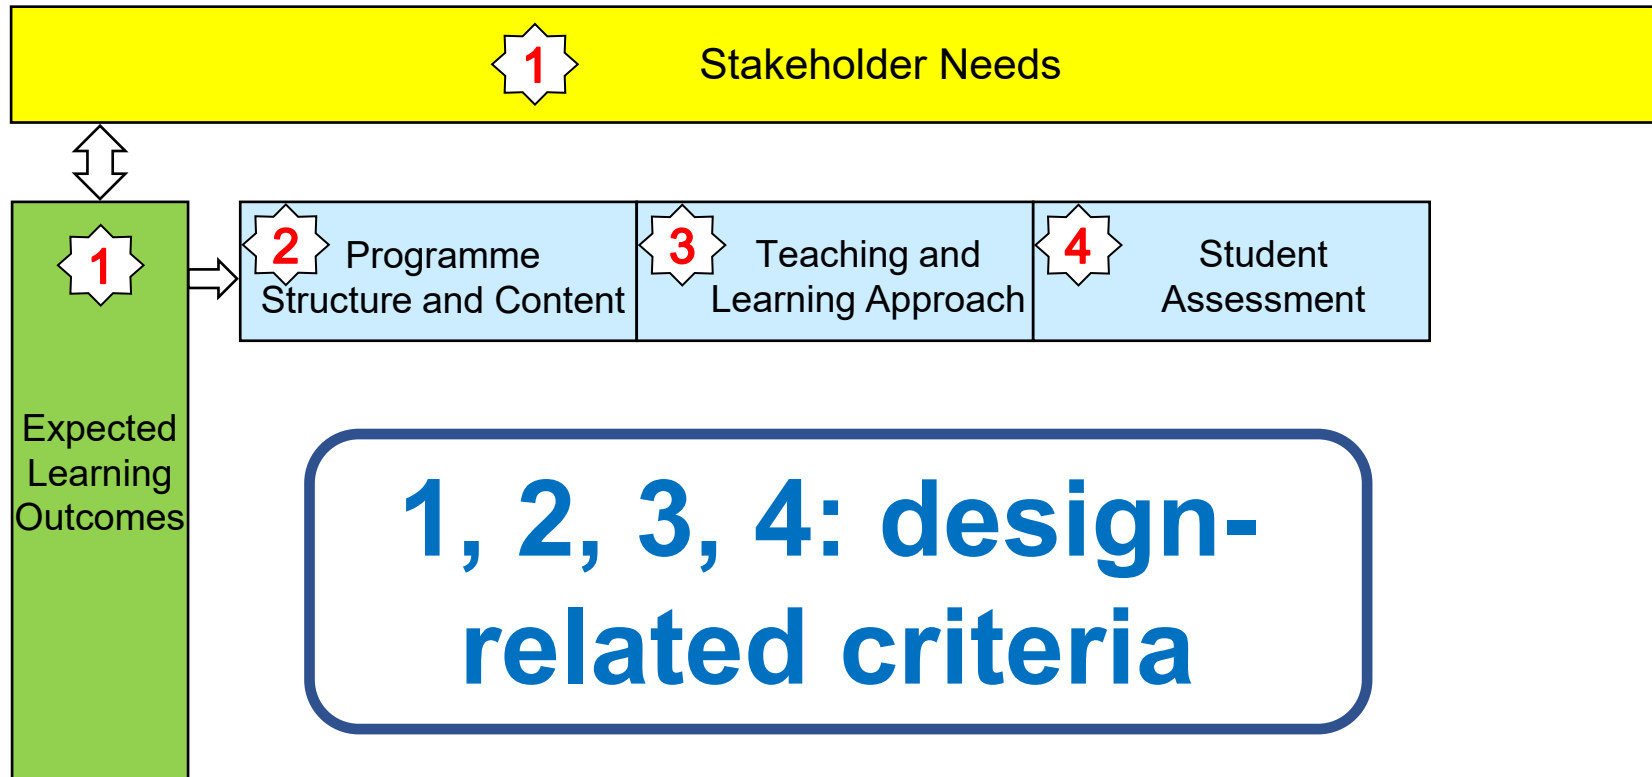 1 Stakeholder Needs
1
2 Programme
Structure and Content
3 Teaching and
Learning Approach
4 Student
Assessment
Expected
Learning
Outcomes
1, 2, 3, 4: design-
related criteria